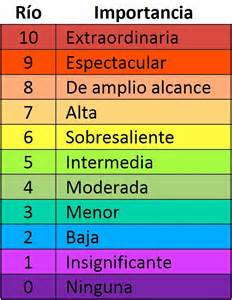 Río Importancia
10 Extraordinaria
9 Espectacular
8 De amplio alcance
7 Alta
6 Sobresaliente
5 Intermedia
4 Moderada
3 Menor
2 Baja
1 Insignificante
0 Ninguna